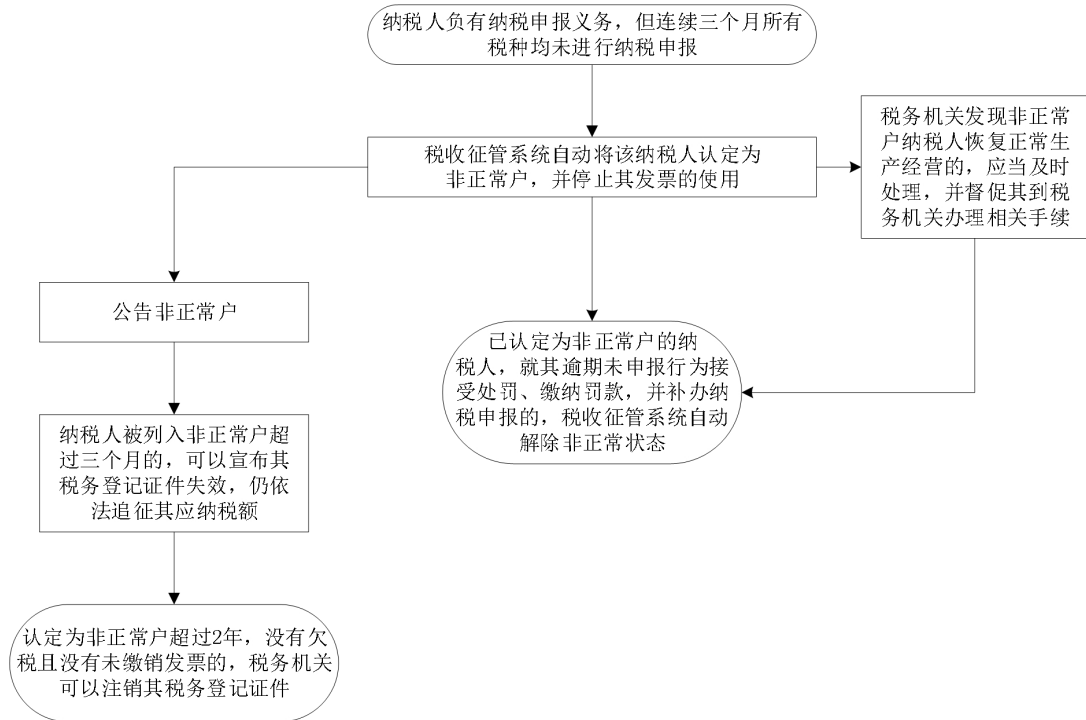 纳税人负有纳税申报义务，但连续三个月所有
税种均未进行纳税申报
税收征管系统自动将该纳税人认定为
非正常户，并停止其发票的使用
税务机关发现非正常
户纳税人恢复正常生
产经营的，应当及时
处理，并督促其到税
务机关办理相关手续
公告非正常户
已认定为非正常户的纳
税人，就其逾期未申报行为接
受处罚、缴纳罚款，并补办纳
税申报的，税收征管系统自动
解除非正常状态
纳税人被列入非正常户超
过三个月的，可以宣布其
税务登记证件失效，仍依
法追征其应纳税额
认定为非正常户超过2年，没有欠
税且没有未缴销发票的，税务机关
可以注销其税务登记证件